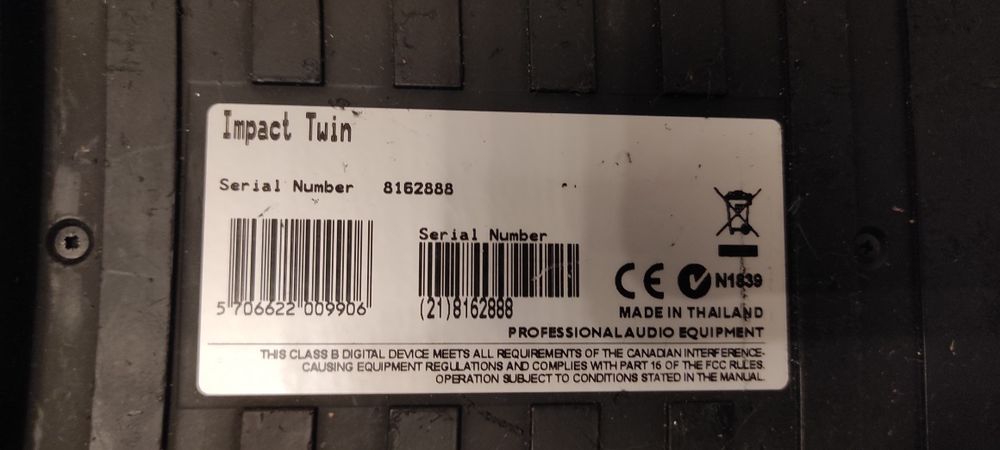 Impact Twin
Serial Number 8162888
Serial Number
5 706622 009906
(21)8162888
CE N1839
MADE IN THAILAND
PROFESSIONAL AUDIO EQUIPMENT
THIS CLASS B DIGITAL DEVICE MEETS ALL REQUIREMENTS OF THE CANADIAN INTERFERENCE-
CAUSING EQUIPMENT REGULATIONS AND COMPLIES WITH PART 15 OF THE FCC RULES.
OPERATION SUBJECT TO CONDITIONS STATED IN THE MANUAL.